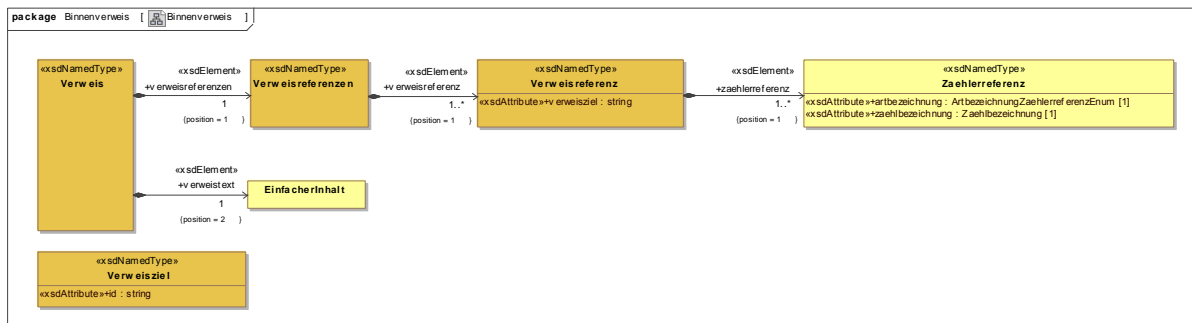 package Binnenverweis [ Binnenverweis ]
«xsdNamedType»
Verweis
«xsdElement»
+verweisreferenzen
1
{position = 1 }
«xsdNamedType»
Verweisreferenzen
«xsdElement»
+verweisreferenz
1..*
{position = 1 }
«xsdNamedType»
Verweisreferenz
«xsdAttribute»+verweisziel : string
«xsdElement»
+zaehlerreferenz
1..*
{position = 1 }
«xsdNamedType»
Zaehlerreferenz
«xsdAttribute»+artbezeichnung : ArtbezeichnungZaehlerreferenzEnum [1]
«xsdAttribute»+zaehlbezeichnung : Zaehlbezeichnung [1]
«xsdElement»
+verweistext
1
{position = 2 }
EinfacherInhalt
«xsdNamedType»
Verweisziel
«xsdAttribute»+id : string